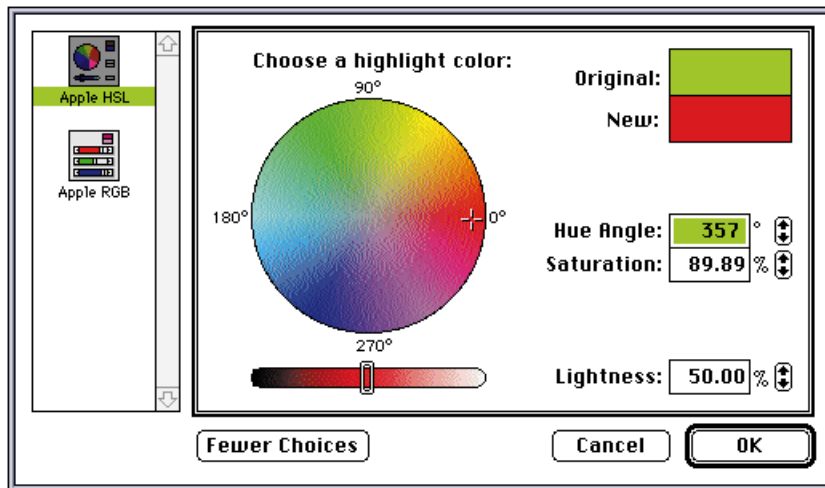 Apple HSL
Apple RGB
Choose a highlight color:
90°
180°
0°
270°
Original:
New:
Hue Angle: 357 °
Saturation: 89.89 %
Lightness: 50.00 %
Fewer Choices
Cancel
OK